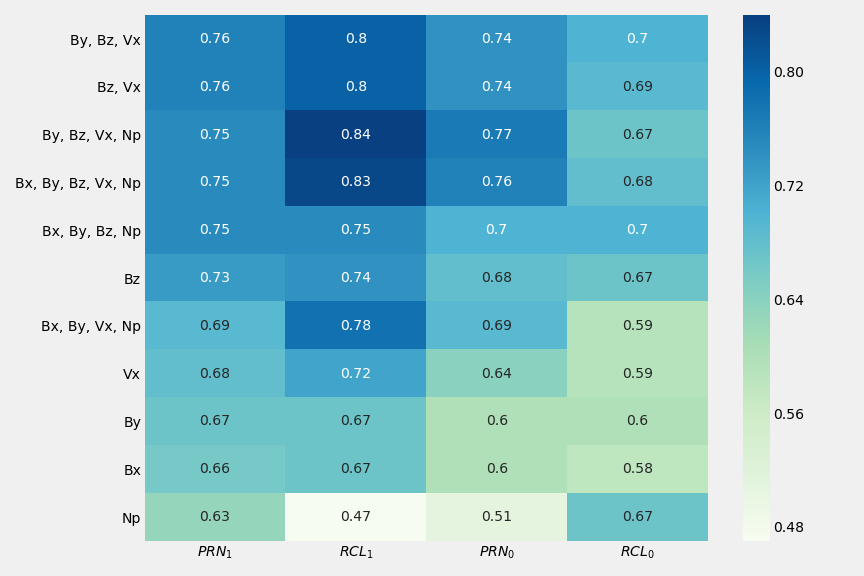 By, Bz, Vx 0.76 0.8 0.74 0.7
Bz, Vx 0.76 0.8 0.74 0.69
By, Bz, Vx, Np 0.75 0.84 0.77 0.67
Bx, By, Bz, Vx, Np 0.75 0.83 0.76 0.68
Bx, By, Bz, Np 0.75 0.75 0.7 0.7
Bz 0.73 0.74 0.68 0.67
Bx, By, Vx, Np 0.69 0.78 0.69 0.59
Vx 0.68 0.72 0.64 0.59
By 0.67 0.67 0.6 0.6
Bx 0.66 0.67 0.6 0.58
Np 0.63 0.47 0.51 0.67
PRN₁ RCL₁ PRN₀ RCL₀
0.80
0.72
0.64
0.56
0.48